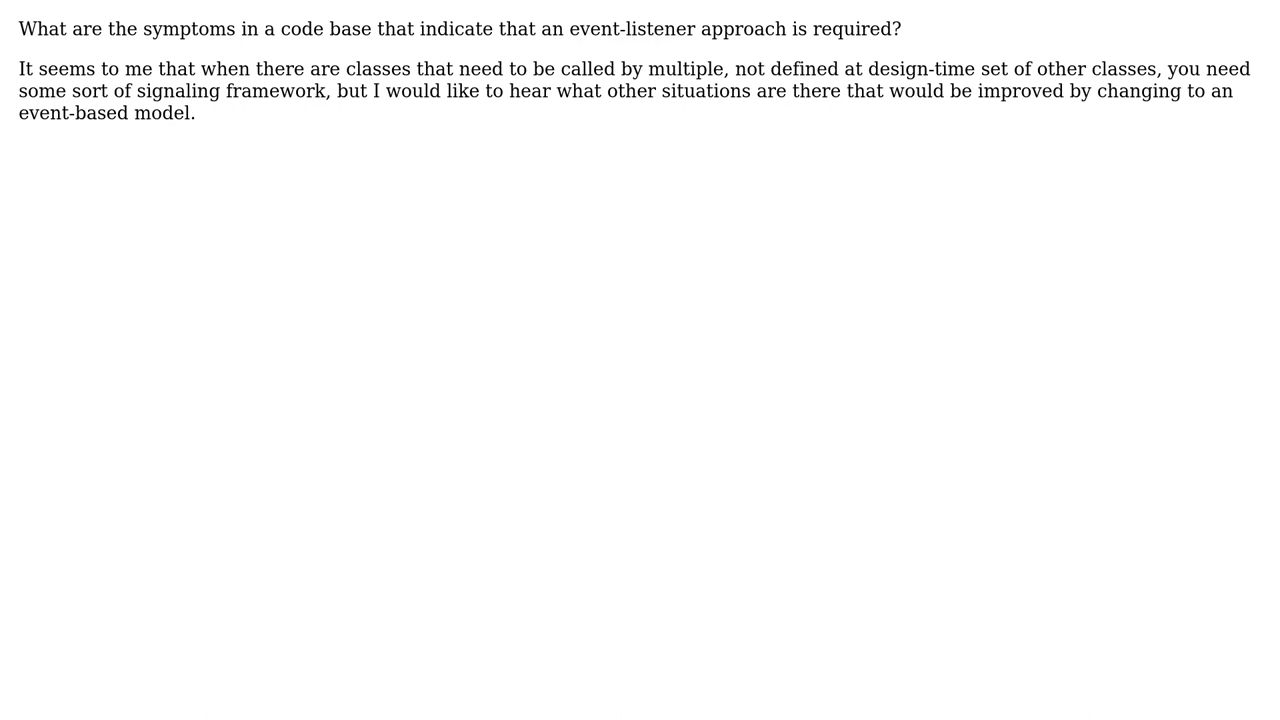 What are the symptoms in a code base that indicate that an event-listener approach is required?
It seems to me that when there are classes that need to be called by multiple, not defined at design-time set of other classes, you need
some sort of signaling framework, but I would like to hear what other situations are there that would be improved by changing to an
event-based model.